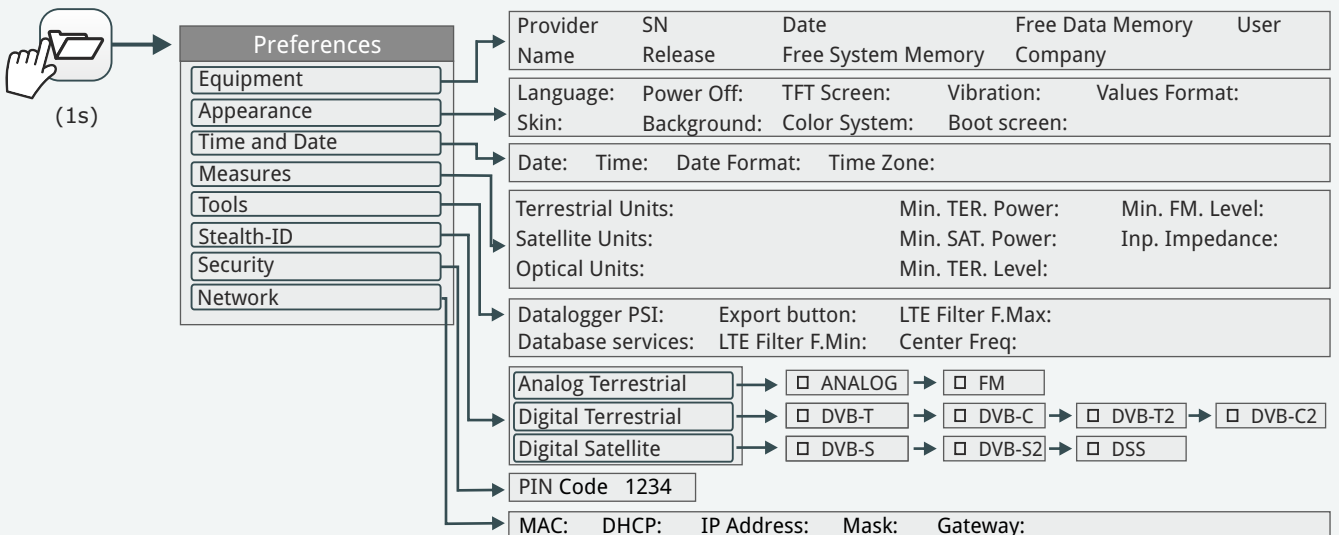 (1s)
Preferences
Equipment
Appearance
Time and Date
Measures
Tools
Stealth-ID
Security
Network
Provider SN Date Free Data Memory User
Name Release Free System Memory Company
Language: Power Off: TFT Screen: Vibration: Values Format:
Skin: Background: Color System: Boot screen:
Date: Time: Date Format: Time Zone:
Terrestrial Units: Min. TER. Power: Min. FM. Level:
Satellite Units: Min. SAT. Power: Inp. Impedance:
Optical Units: Min. TER. Level:
Datalogger PSI: Export button: LTE Filter F.Max:
Database services: LTE Filter F.Min: Center Freq:
Analog Terrestrial ANALOG FM
Digital Terrestrial DVB-T DVB-C DVB-T2 DVB-C2
Digital Satellite DVB-S DVB-S2 DSS
PIN Code 1234
MAC: DHCP: IP Address: Mask: Gateway: